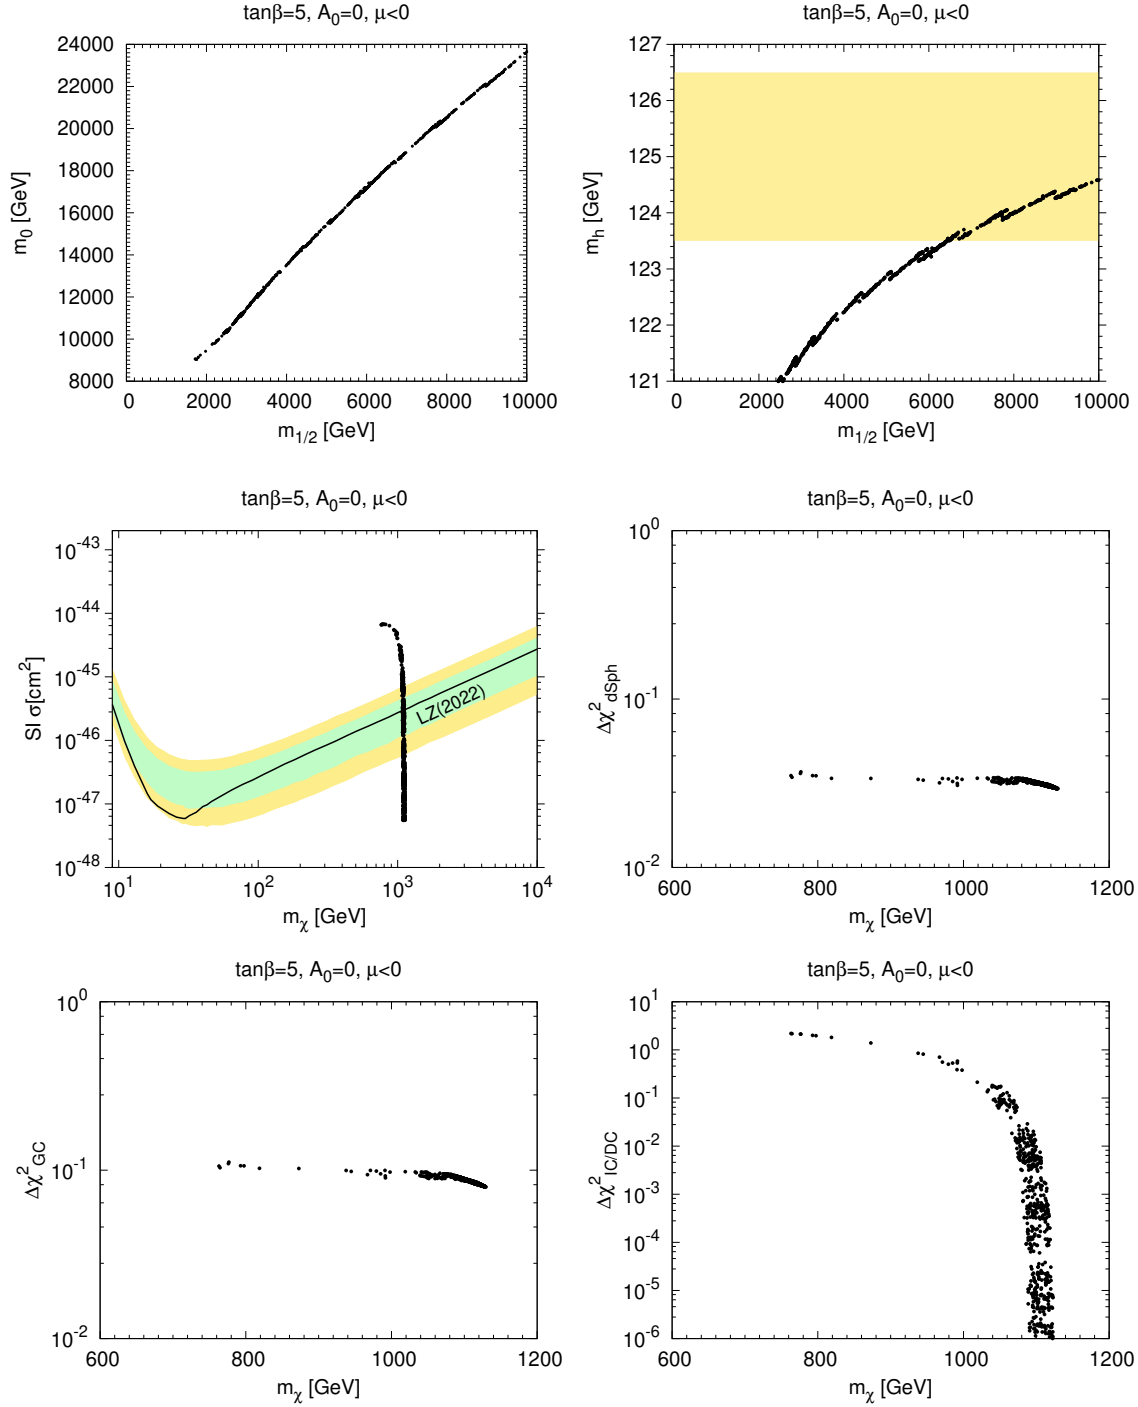 tanβ=5, A₀=0, μ<0
24000
22000
20000
18000
16000
14000
12000
10000
8000
m₀ [GeV]
0 2000 4000 6000 8000 10000
m₁/₂ [GeV]
tanβ=5, A₀=0, μ<0
127
126
125
124
123
122
121
mₕ [GeV]
0 2000 4000 6000 8000 10000
m₁/₂ [GeV]
tanβ=5, A₀=0, μ<0
10⁻⁴³
10⁻⁴⁴
10⁻⁴⁵
10⁻⁴⁶
10⁻⁴⁷
10⁻⁴⁸
SI σ[cm²]
LZ(2022)
10¹ 10² 10³ 10⁴
mᵪ [GeV]
tanβ=5, A₀=0, μ<0
10⁰
10⁻¹
10⁻²
Δχ²dSph
600 800 1000 1200
mᵪ [GeV]
tanβ=5, A₀=0, μ<0
10⁰
10⁻¹
10⁻²
Δχ²GC
600 800 1000 1200
mᵪ [GeV]
tanβ=5, A₀=0, μ<0
10¹
10⁰
10⁻¹
10⁻²
10⁻³
10⁻⁴
10⁻⁵
10⁻⁶
Δχ²IC/DC
600 800 1000 1200
mᵪ [GeV]